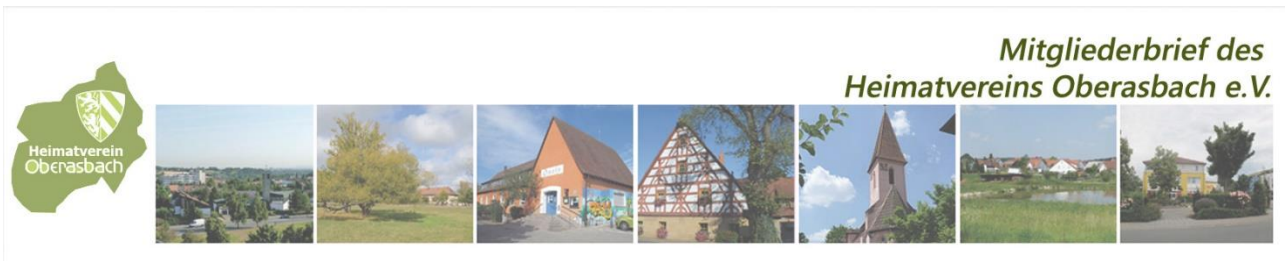 Mitgliederbrief des
Heimatvereins Oberasbach e.V.
Heimatverein
Oberasbach